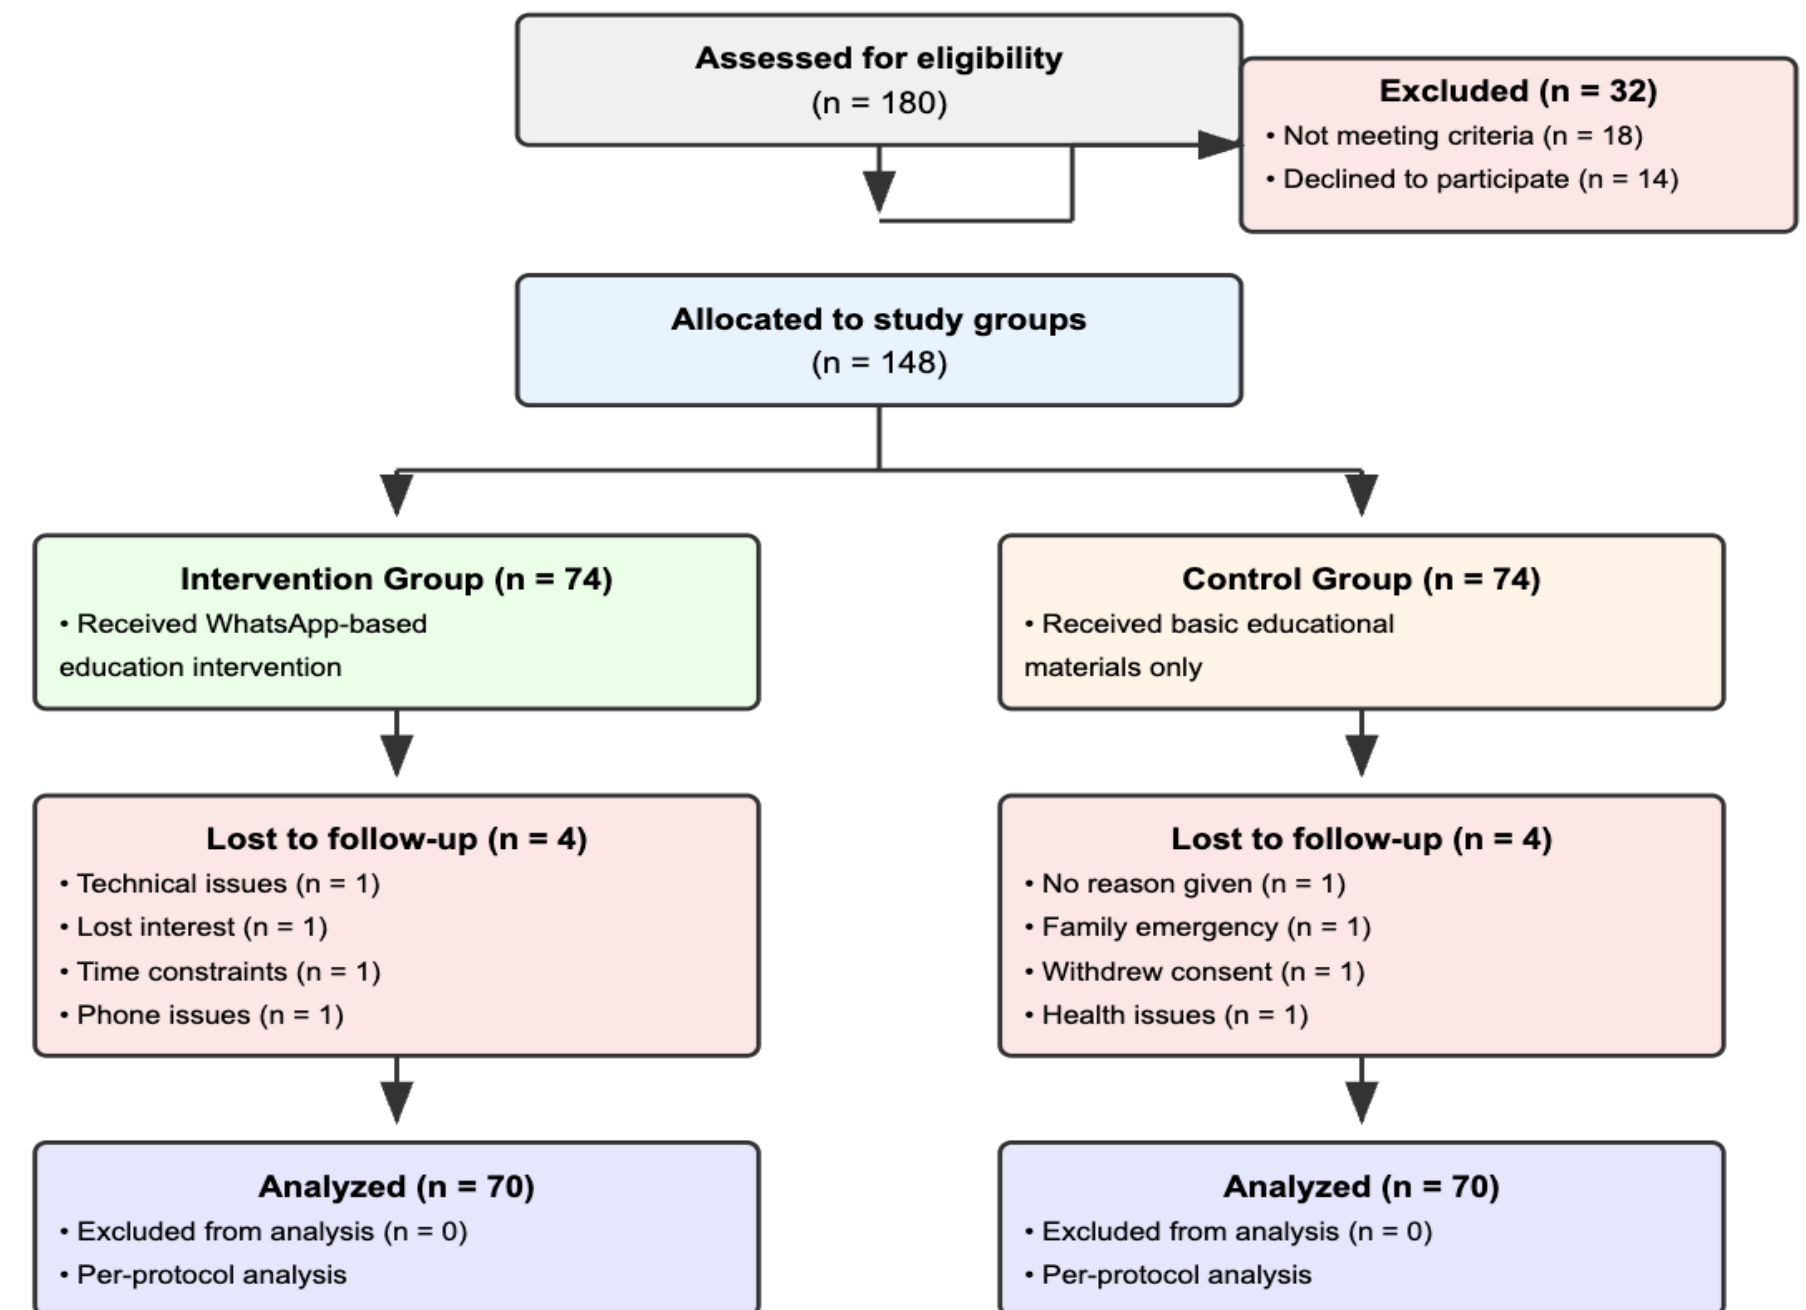 Assessed for eligibility
(n = 180)
Excluded (n = 32)
• Not meeting criteria (n = 18)
• Declined to participate (n = 14)
Allocated to study groups
(n = 148)
Intervention Group (n = 74)
• Received WhatsApp-based
education intervention
Control Group (n = 74)
• Received basic educational
materials only
Lost to follow-up (n = 4)
• Technical issues (n = 1)
• Lost interest (n = 1)
• Time constraints (n = 1)
• Phone issues (n = 1)
Lost to follow-up (n = 4)
• No reason given (n = 1)
• Family emergency (n = 1)
• Withdrew consent (n = 1)
• Health issues (n = 1)
Analyzed (n = 70)
• Excluded from analysis (n = 0)
• Per-protocol analysis
Analyzed (n = 70)
• Excluded from analysis (n = 0)
• Per-protocol analysis